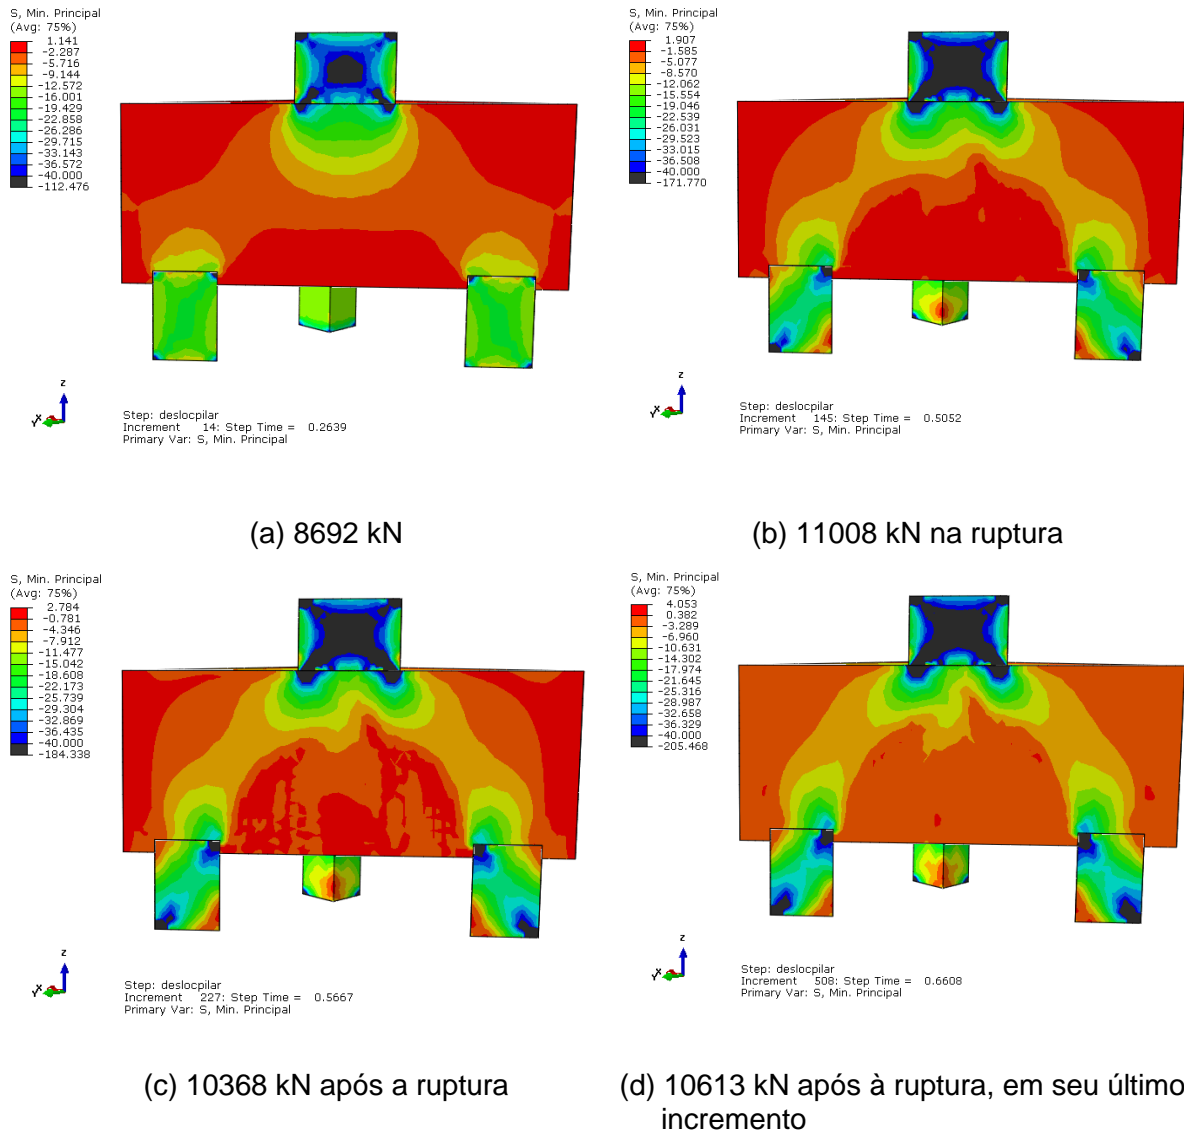 S, Min. Principal
(Avg: 75%)
1.141
-2.287
-5.716
-9.144
-12.572
-16.001
-19.429
-22.858
-26.286
-29.715
-33.143
-36.572
-40.000
-112.476
z
Y X
Step: deslocpilar
Increment 14: Step Time = 0.2639
Primary Var: S, Min. Principal
(a) 8692 kN
S, Min. Principal
(Avg: 75%)
1.907
-1.585
-5.077
-8.570
-12.062
-15.554
-19.046
-22.539
-26.031
-29.523
-33.015
-36.508
-40.000
-171.770
z
Y X
Step: deslocpilar
Increment 145: Step Time = 0.5052
Primary Var: S, Min. Principal
(b) 11008 kN na ruptura
S, Min. Principal
(Avg: 75%)
2.784
-0.781
-4.346
-7.912
-11.477
-15.042
-18.608
-22.173
-25.739
-29.304
-32.869
-36.435
-40.000
-184.338
z
Y X
Step: deslocpilar
Increment 227: Step Time = 0.5667
Primary Var: S, Min. Principal
(c) 10368 kN após a ruptura
S, Min. Principal
(Avg: 75%)
4.053
0.382
-3.289
-6.960
-10.631
-14.302
-17.974
-21.645
-25.316
-28.987
-32.658
-36.329
-40.000
-205.468
z
Y X
Step: deslocpilar
Increment 508: Step Time = 0.6608
Primary Var: S, Min. Principal
(d) 10613 kN após à ruptura, em seu último
incremento